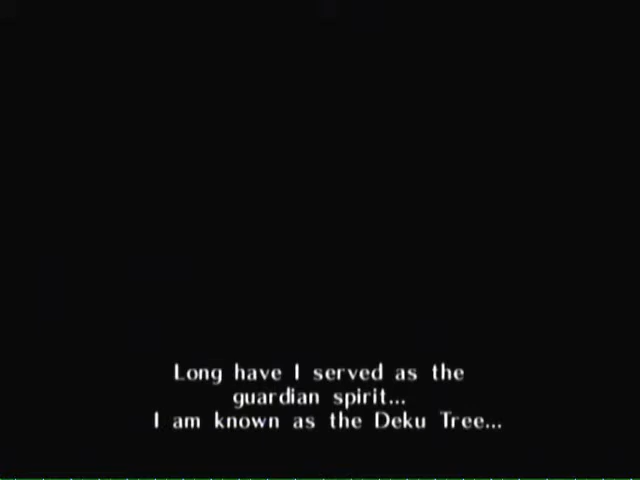 Long have I served as the
guardian spirit...
I am known as the Deku Tree...